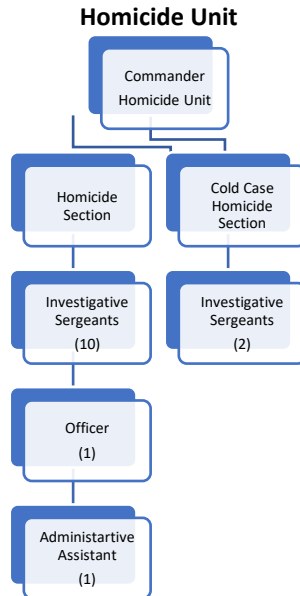 Homicide Unit
Commander
Homicide Unit
Homicide
Section
Cold Case
Homicide
Section
Investigative
Sergeants
(10)
Investigative
Sergeants
(2)
Officer
(1)
Administartive
Assistant
(1)